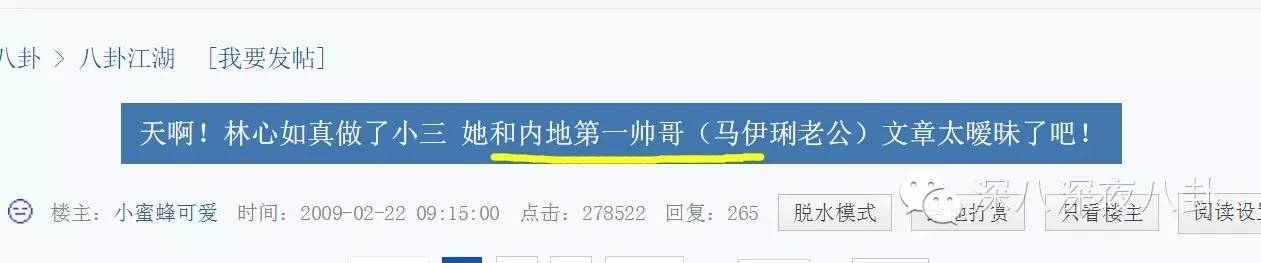 八卦 > 八卦江湖 [我要发帖]
天啊！林心如真做了小三 她和内地第一帅哥（马伊琍老公）文章太暧昧了吧！
楼主：小蜜蜂可爱 时间：2009-02-22 09:15:00 点击：278522 回复：265 脱水模式 给他打赏 只看楼主 阅读设置
深八深夜八卦